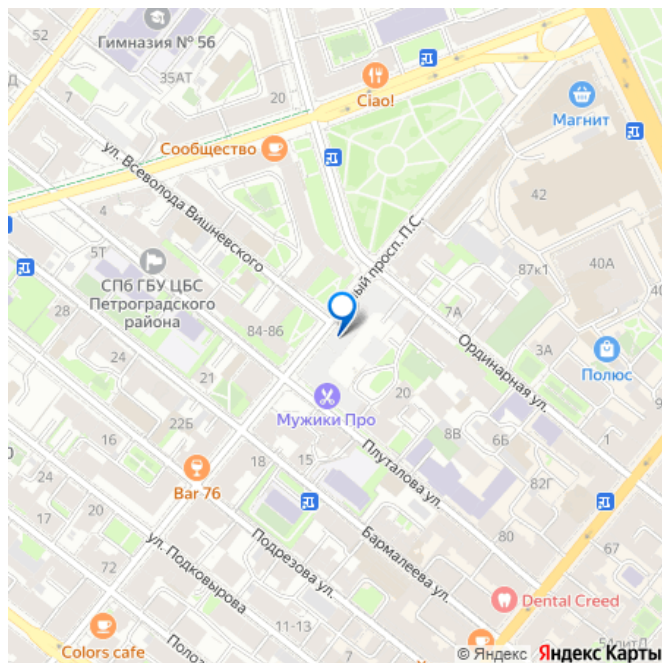 52
Гимназия № 56
35АТ
7
20
Ciao!
Магнит
Сообщество
ул. Всеволода Вишневского
42
4
5Т
ный просп. П.С.
СПб ГБУ ЦБС
Петроградского
района
87к1
40А
28
84-86
7А
24
Ординарная ул.
3А
Полюс
21
20
Мужики Про
22Б
8В
6Б
1
16
18
15
Плуталова ул.
Bar 76
24
82Г
17
20
80
67
ул. Подковырова
Подрезова ул.
Бармалеева ул.
Dental Creed
11-13
Colors cafe
54литД
© Яндекс Яндекс Карты